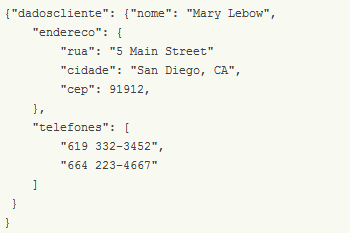 {"dadoscliente": {"nome": "Mary Lebow",
"endereco": {
"rua": "5 Main Street"
"cidade": "San Diego, CA",
"cep": 91912,
},
"telefones": [
"619 332-3452",
"664 223-4667"
]
}
}